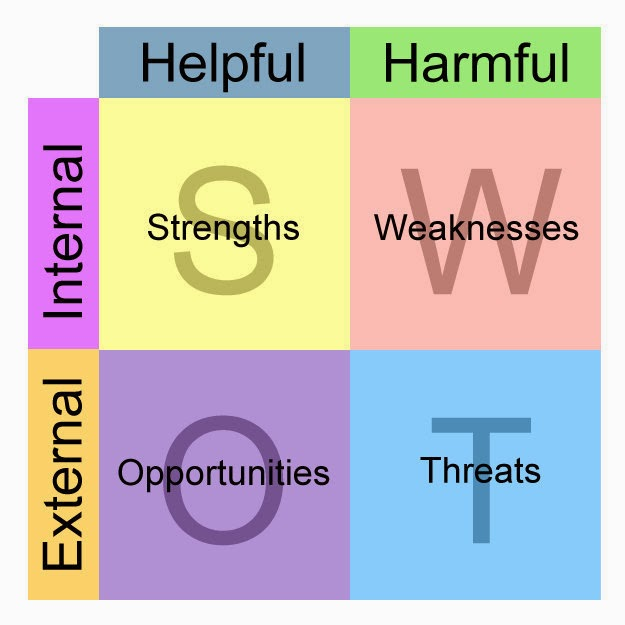 Helpful
Harmful
Internal
S
Strengths
W
Weaknesses
External
O
Opportunities
T
Threats